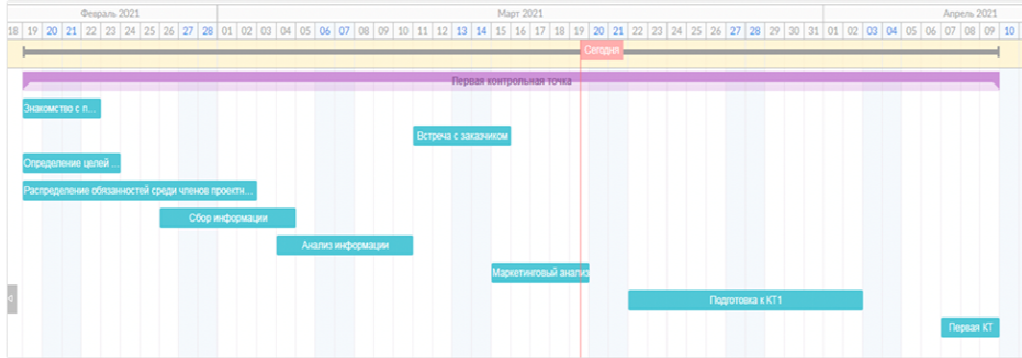 Февраль 2021 Март 2021 Апрель 2021
18 19 20 21 22 23 24 25 26 27 28 01 02 03 04 05 06 07 08 09 10 11 12 13 14 15 16 17 18 19 20 21 22 23 24 25 26 27 28 29 30 31 01 02 03 04 05 06 07 08 09 10
Сегодня
Первая контрольная точка
Знакомство с п...
Встреча с заказчиком
Определение целей ...
Распределение обязанностей среди членов проектн...
Сбор информации
Анализ информации
Маркетинговый анализ
Подготовка к КТ1
Первая КТ